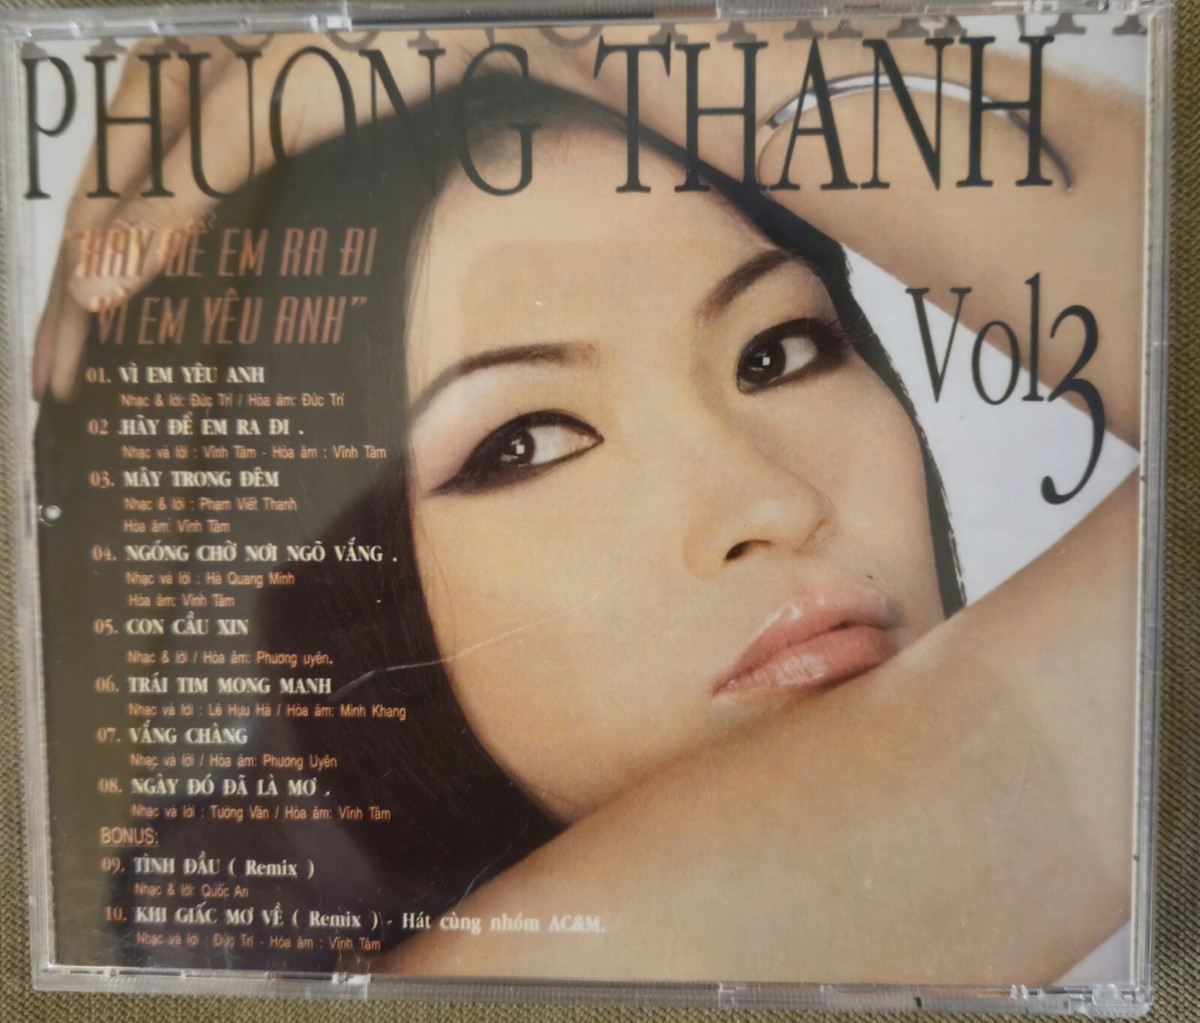 PHUONG THANH
Vol3
"HÃY ĐỂ EM RA ĐI
VÌ EM YÊU ANH"
01. VÌ EM YÊU ANH
Nhạc & lời: Đức Trí / Hòa âm: Đức Trí
02 .HÃY ĐỂ EM RA ĐI .
Nhạc và lời : Vĩnh Tâm - Hòa âm : Vĩnh Tâm
03. MÂY TRONG ĐÊM
Nhạc & lời : Phạm Viết Thanh
Hòa âm: Vĩnh Tâm
04. NGÓNG CHỜ NƠI NGÕ VẮNG .
Nhạc và lời : Hà Quang Minh
Hòa âm: Vĩnh Tâm
05. CON CẦU XIN
Nhạc & lời / Hòa âm: Phương uyên.
06. TRÁI TIM MONG MANH
Nhạc và lời : Lê Hựu Hà / Hòa âm: Minh Khang
07. VẮNG CHÀNG
Nhạc và lời / Hòa âm: Phương Uyên
08. NGÀY ĐÓ ĐÃ LÀ MƠ .
Nhạc và lời : Tường Văn / Hòa âm: Vĩnh Tâm
BONUS:
09. TÌNH ĐẦU ( Remix )
Nhạc & lời: Quốc An
10. KHI GIẤC MƠ VỀ ( Remix ) - Hát cùng nhóm AC&M.
Nhạc và lời : Đức Trí - Hòa âm : Vĩnh Tâm